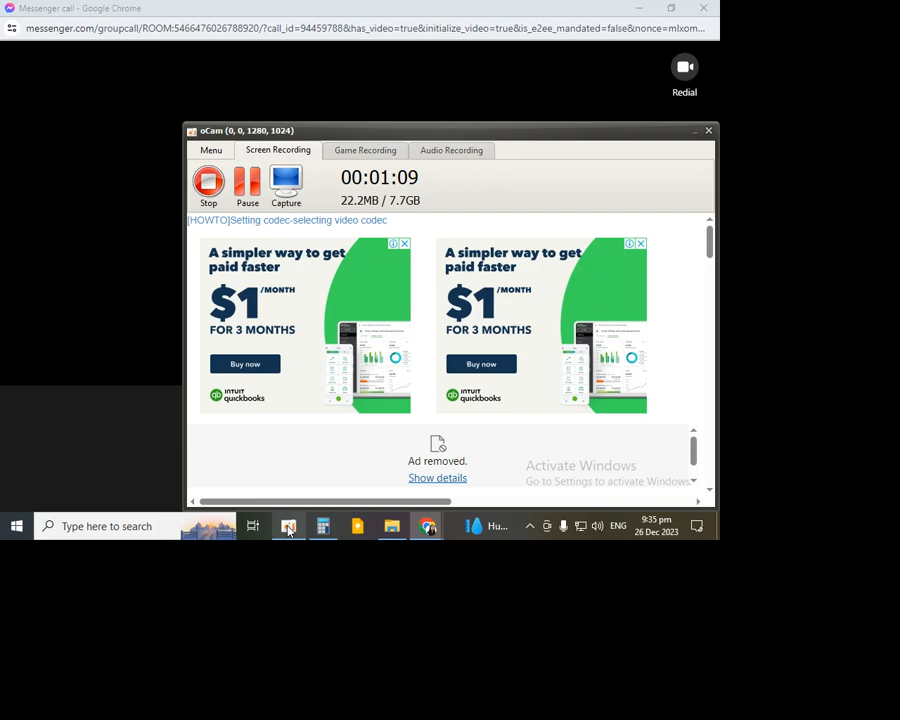 Messenger call - Google Chrome
messenger.com/groupcall/ROOM:5466476026788920/?call_id=94459788&has_video=true&initialize_video=true&is_e2ee_mandated=false&nonce=mlxom...
Redial
oCam (0, 0, 1280, 1024)
Menu Screen Recording Game Recording Audio Recording
00:01:09
Stop Pause Capture 22.2MB / 7.7GB
[HOWTO]Setting codec-selecting video codec
A simpler way to get
paid faster
$1/MONTH
FOR 3 MONTHS
Buy now
INTUIT
quickbooks
A simpler way to get
paid faster
$1/MONTH
FOR 3 MONTHS
Buy now
INTUIT
quickbooks
Ad removed.
Show details
Activate Windows
Go to Settings to activate Windows.
Type here to search
Hu...
ENG
9:35 pm
26 Dec 2023